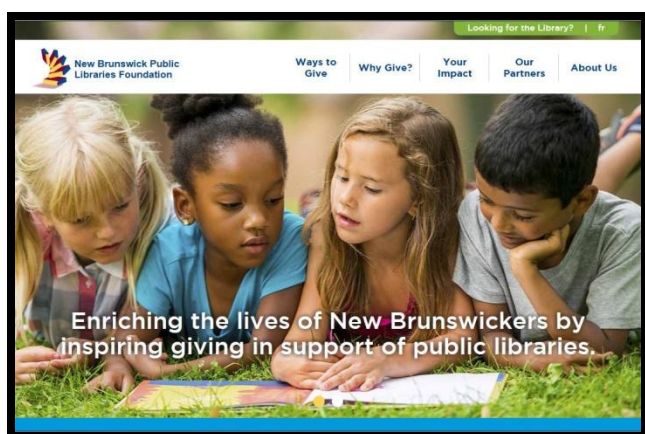 Looking for the Library? | fr
New Brunswick Public
Libraries Foundation
Ways to
Give
Why Give?
Your
Impact
Our
Partners
About Us
Enriching the lives of New Brunswickers by
inspiring giving in support of public libraries.